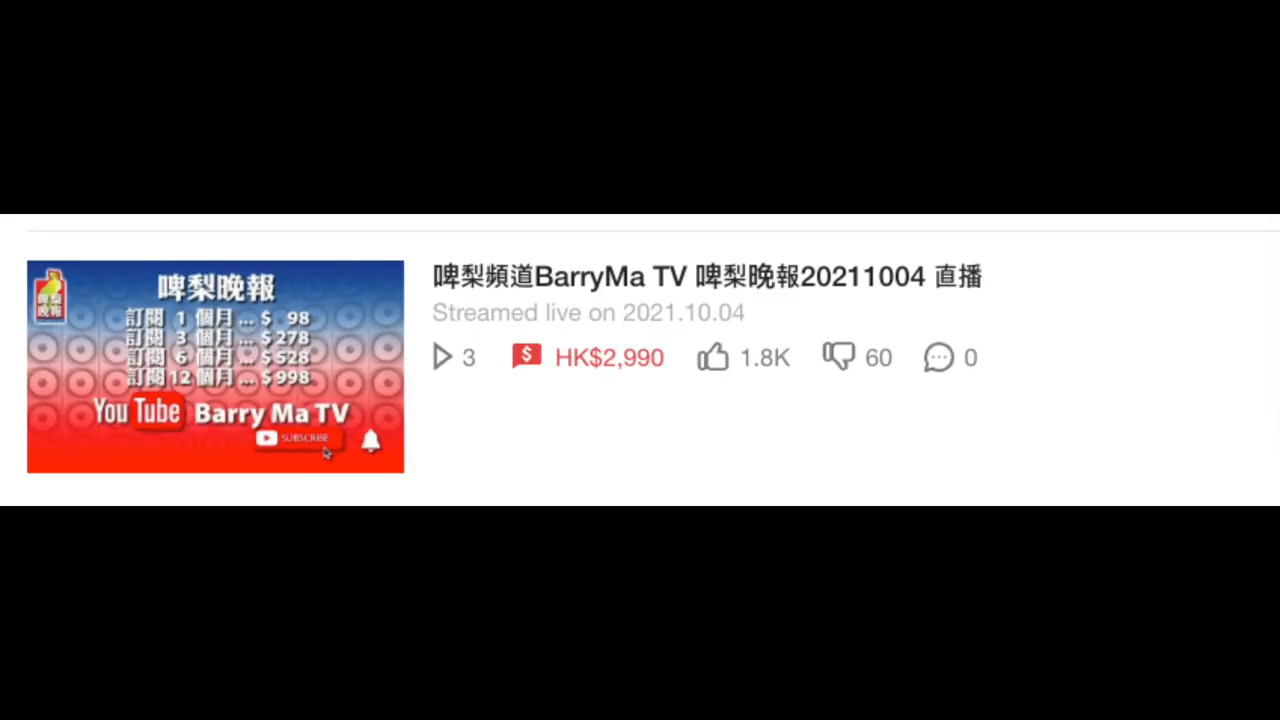 啤梨頻道BarryMa TV 啤梨晚報20211004 直播
Streamed live on 2021.10.04
3 HK$2,990 1.8K 60 0
啤梨晚報
啤梨晚報
訂閱 1 個月...$ 98
訂閱 3 個月...$278
訂閱 6 個月...$528
訂閱12個月...$998
YouTube Barry Ma TV
SUBSCRIBE